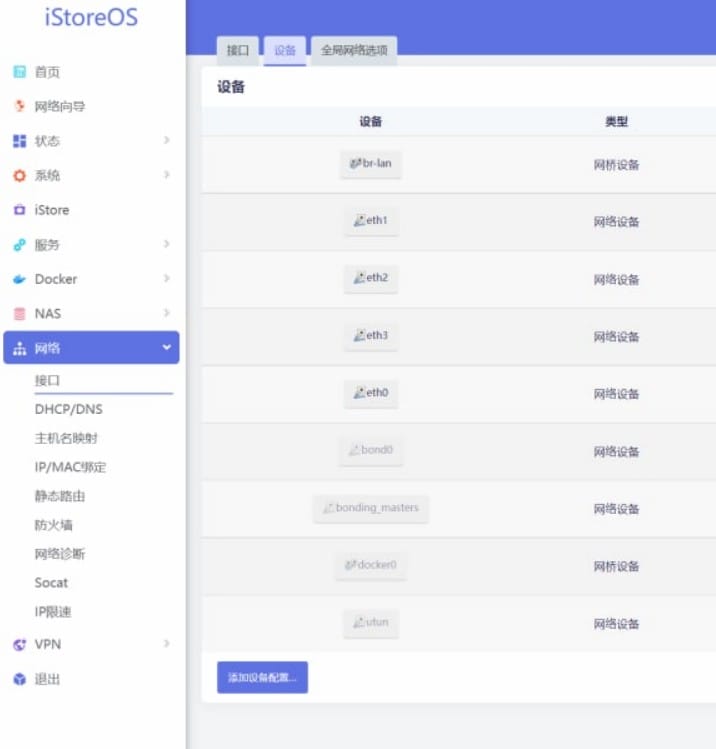 iStoreOS
首页
网络向导
状态
系统
iStore
服务
Docker
NAS
网络
接口
DHCP/DNS
主机名映射
IP/MAC绑定
静态路由
防火墙
网络诊断
Socat
IP限速
VPN
退出
接口 设备 全局网络选项
设备
设备 类型
br-lan 网桥设备
eth1 网络设备
eth2 网络设备
eth3 网络设备
eth0 网络设备
bond0 网络设备
bonding_masters 网络设备
docker0 网桥设备
utun 网络设备
添加设备配置...